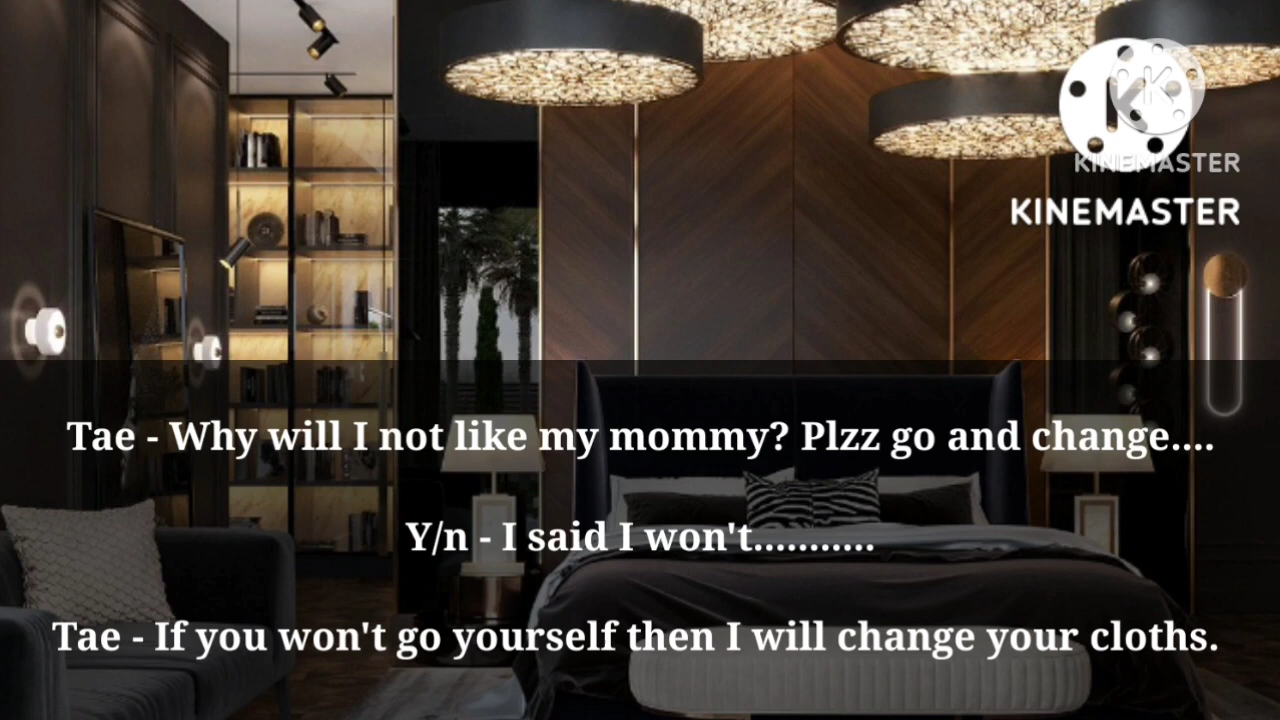 KINEMASTER
KINEMASTER
Tae - Why will I not like my mommy? Plzz go and change....
Y/n - I said I won't...........
Tae - If you won't go yourself then I will change your cloths.